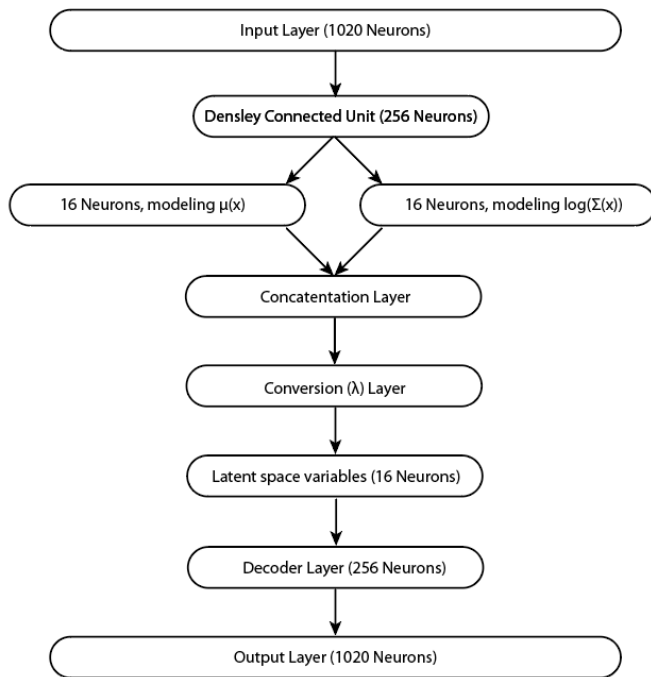 Input Layer (1020 Neurons)
Densley Connected Unit (256 Neurons)
16 Neurons, modeling μ(x)
16 Neurons, modeling log(Σ(x))
Concatentation Layer
Conversion (λ) Layer
Latent space variables (16 Neurons)
Decoder Layer (256 Neurons)
Output Layer (1020 Neurons)